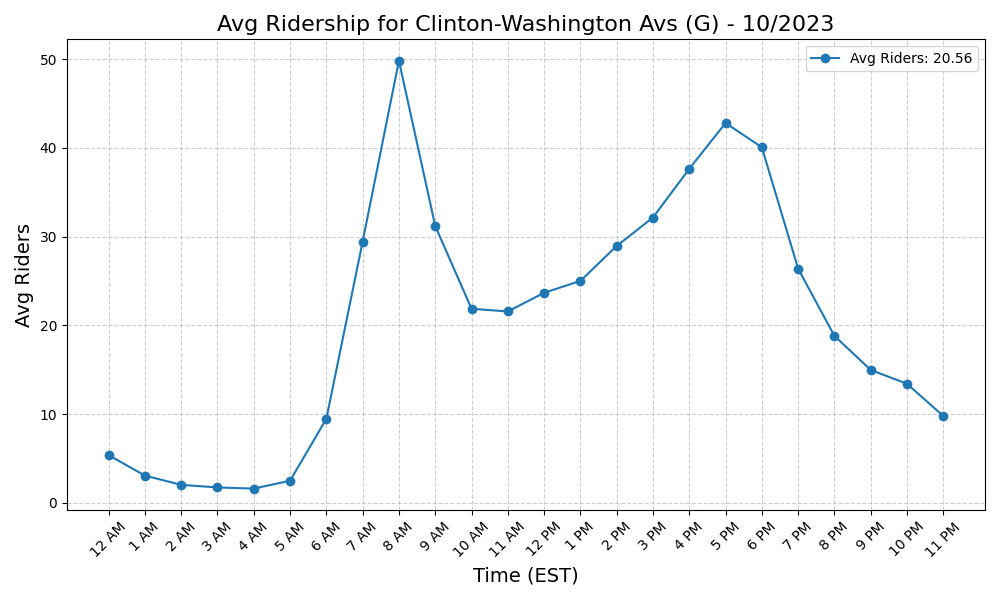 Avg Ridership for Clinton-Washington Avs (G) - 10/2023
Avg Riders: 20.56
Avg Riders
50
40
30
20
10
0
12 AM
1 AM
2 AM
3 AM
4 AM
5 AM
6 AM
7 AM
8 AM
9 AM
10 AM
11 AM
12 PM
1 PM
2 PM
3 PM
4 PM
5 PM
6 PM
7 PM
8 PM
9 PM
10 PM
11 PM
Time (EST)